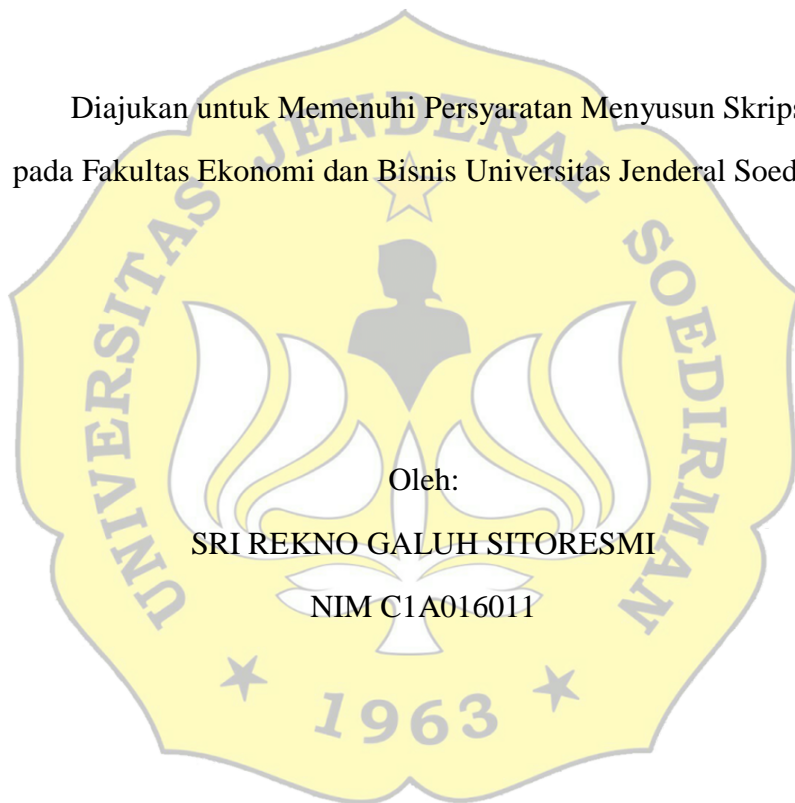 Diajukan untuk Memenuhi Persyaratan Menyusun Skrips
pada Fakultas Ekonomi dan Bisnis Universitas Jenderal Soed
UNIVERSITAS JENDERAL SOEDIRMAN
Oleh:
SRI REKNO GALUH SITORESMI
NIM C1A016011
1963